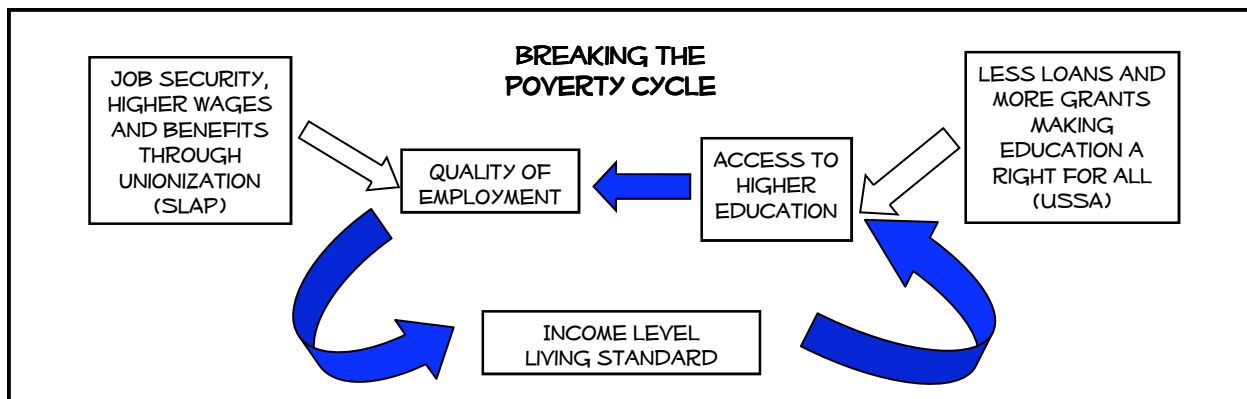 BREAKING THE
POVERTY CYCLE
JOB SECURITY,
HIGHER WAGES
AND BENEFITS
THROUGH
UNIONIZATION
(SLAP)
QUALITY OF
EMPLOYMENT
ACCESS TO
HIGHER
EDUCATION
LESS LOANS AND
MORE GRANTS
MAKING
EDUCATION A
RIGHT FOR ALL
(USSA)
INCOME LEVEL
LIVING STANDARD